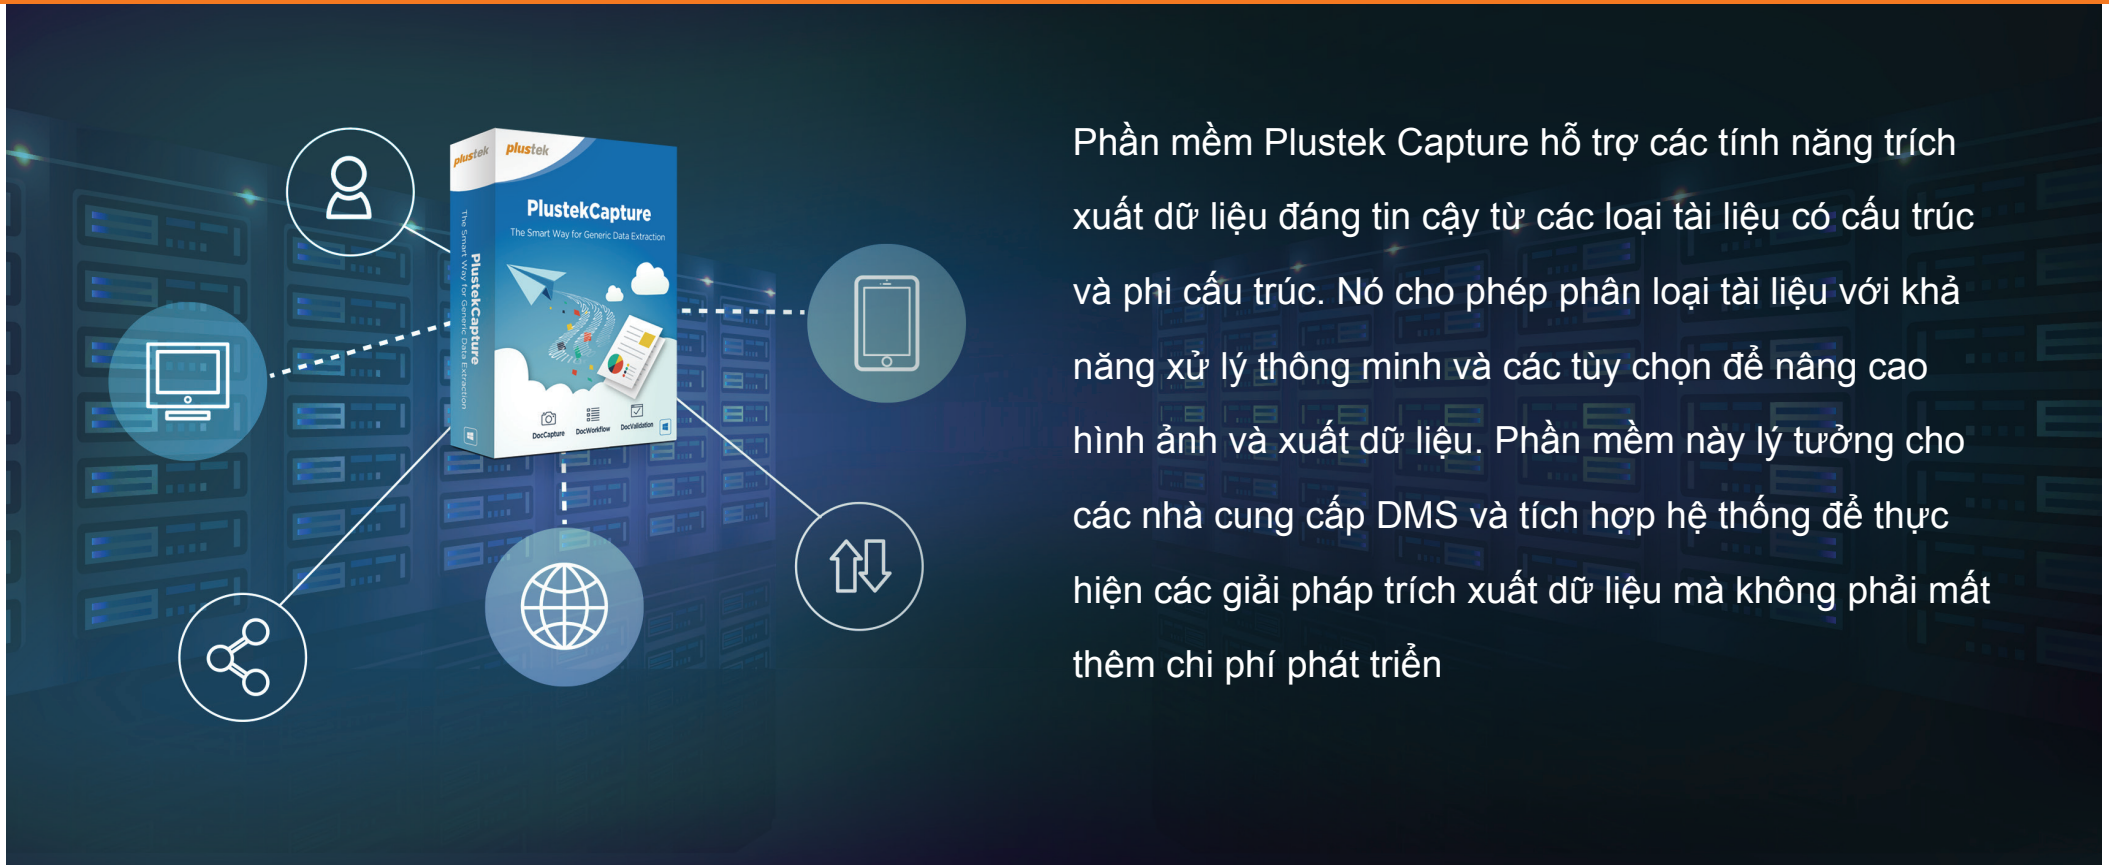 plustek
plustek
PlustekCapture
The Smart Way for Generic Data Extraction
PlustekCapture
The Smart Way for Generic Data Extraction
DocCapture
DocWorkflow
DocValidation
Phần mềm Plustek Capture hỗ trợ các tính năng trích
xuất dữ liệu đáng tin cậy từ các loại tài liệu có cấu trúc
và phi cấu trúc. Nó cho phép phân loại tài liệu với khả
năng xử lý thông minh và các tùy chọn để nâng cao
hình ảnh và xuất dữ liệu. Phần mềm này lý tưởng cho
các nhà cung cấp DMS và tích hợp hệ thống để thực
hiện các giải pháp trích xuất dữ liệu mà không phải mất
thêm chi phí phát triển